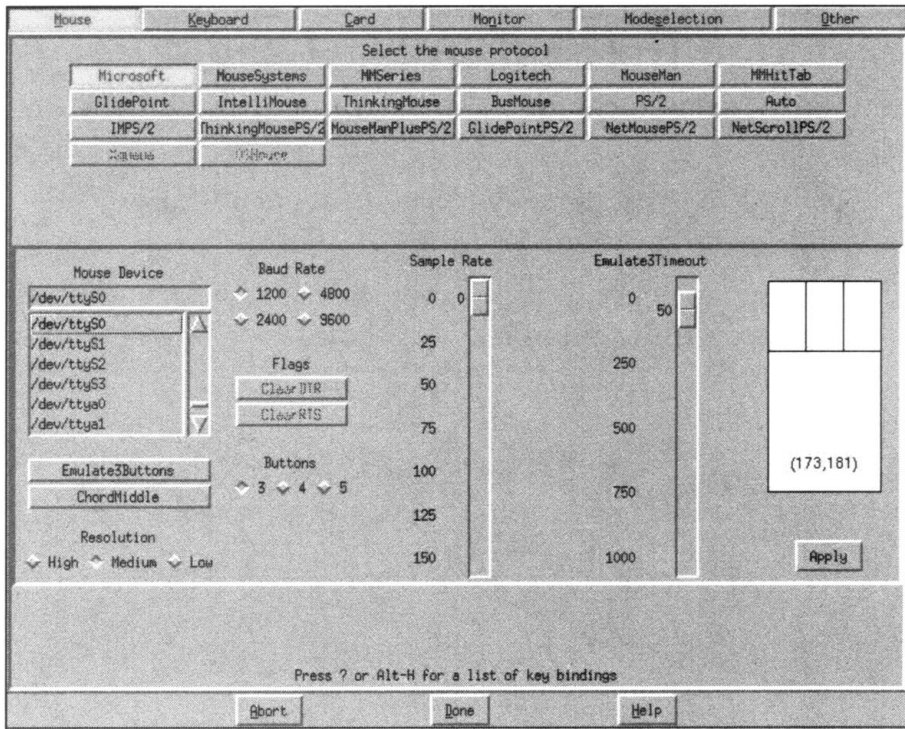 Mouse Keyboard Card Monitor Modeselection Other
Select the mouse protocol
Microsoft MouseSystems MMSeries Logitech MouseMan MMHitTab
GlidePoint IntelliMouse ThinkingMouse BusMouse PS/2 Auto
IMPS/2 ThinkingMousePS/2 MouseManPlusPS/2 GlidePointPS/2 NetMousePS/2 NetScrollPS/2
Xqueue OSMouse
Mouse Device
/dev/ttyS0
/dev/ttyS0
/dev/ttyS1
/dev/ttyS2
/dev/ttyS3
/dev/ttya0
/dev/ttya1
Emulate3Buttons
ChordMiddle
Resolution
High Medium Low
Baud Rate
1200 4800
2400 9600
Flags
ClearDTR
ClearRTS
Buttons
3 4 5
Sample Rate
0 0
25
50
75
100
125
150
Emulate3Timeout
0
50
250
500
750
1000
(173,181)
Apply
Press ? or Alt-H for a list of key bindings
Abort Done Help